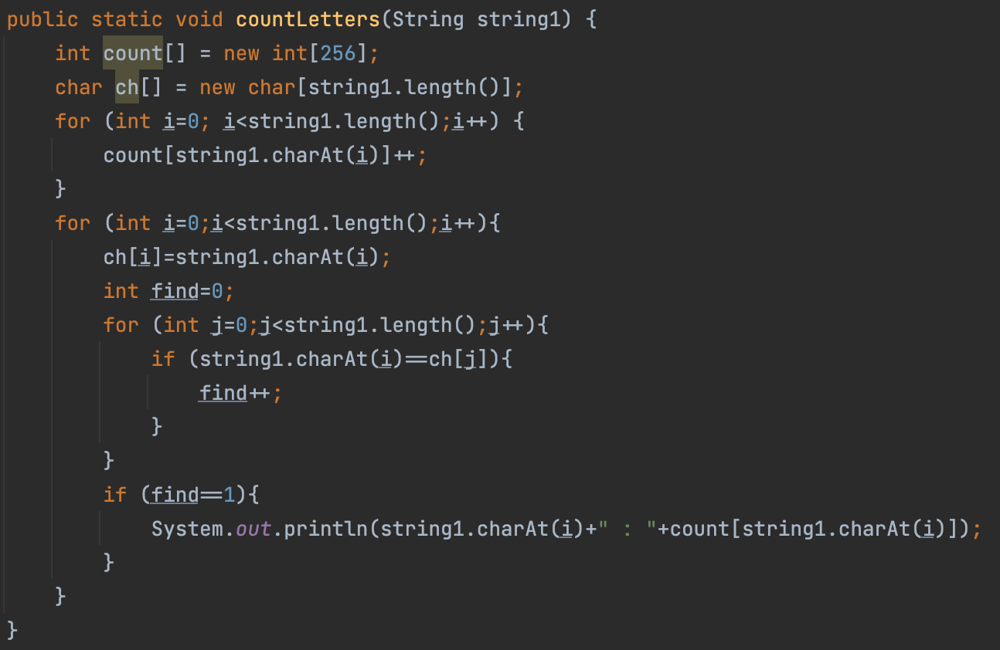 public static void countLetters(String string1) {
    int count[] = new int[256];
    char ch[] = new char[string1.length()];
    for (int i=0; i<string1.length();i++) {
        count[string1.charAt(i)]++;
    }
    for (int i=0;i<string1.length();i++){
        ch[i]=string1.charAt(i);
        int find=0;
        for (int j=0;j<string1.length();j++){
            if (string1.charAt(i)==ch[j]){
                find++;
            }
        }
        if (find==1){
            System.out.println(string1.charAt(i)+" : "+count[string1.charAt(i)]);
        }
    }
}